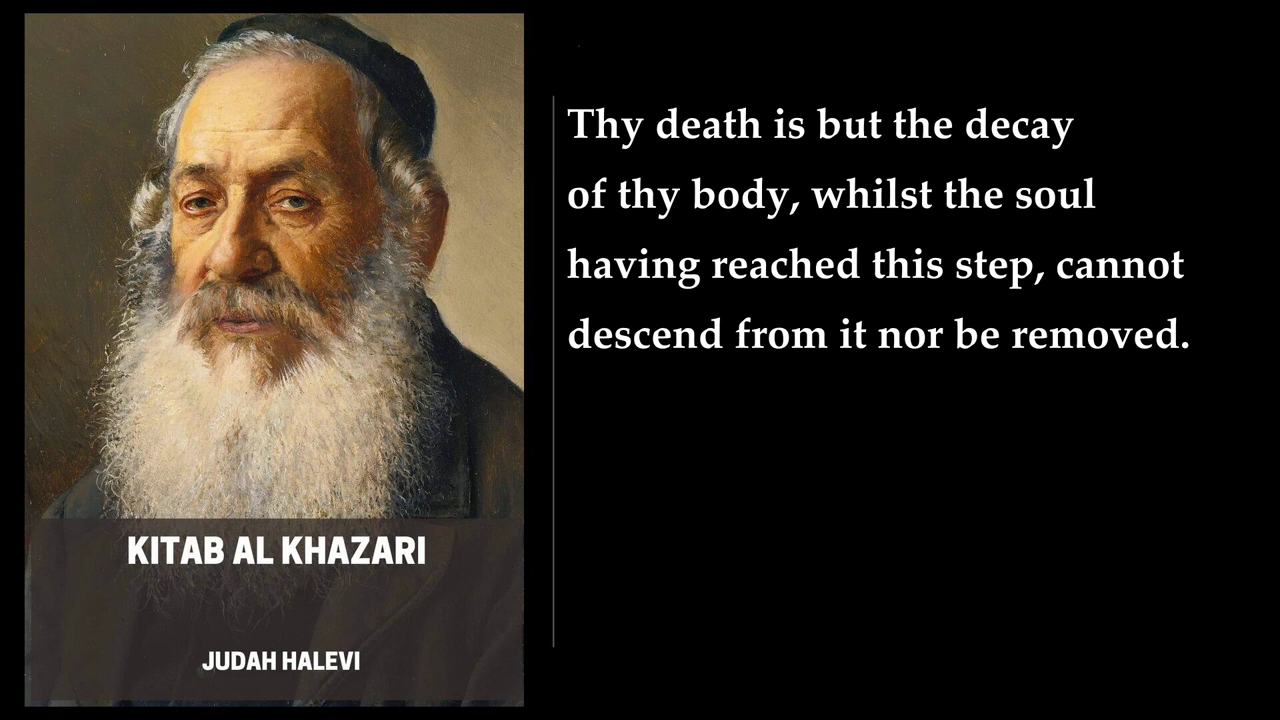 Thy death is but the decay
of thy body, whilst the soul
having reached this step, cannot
descend from it nor be removed.
KITAB AL KHAZARI
JUDAH HALEVI